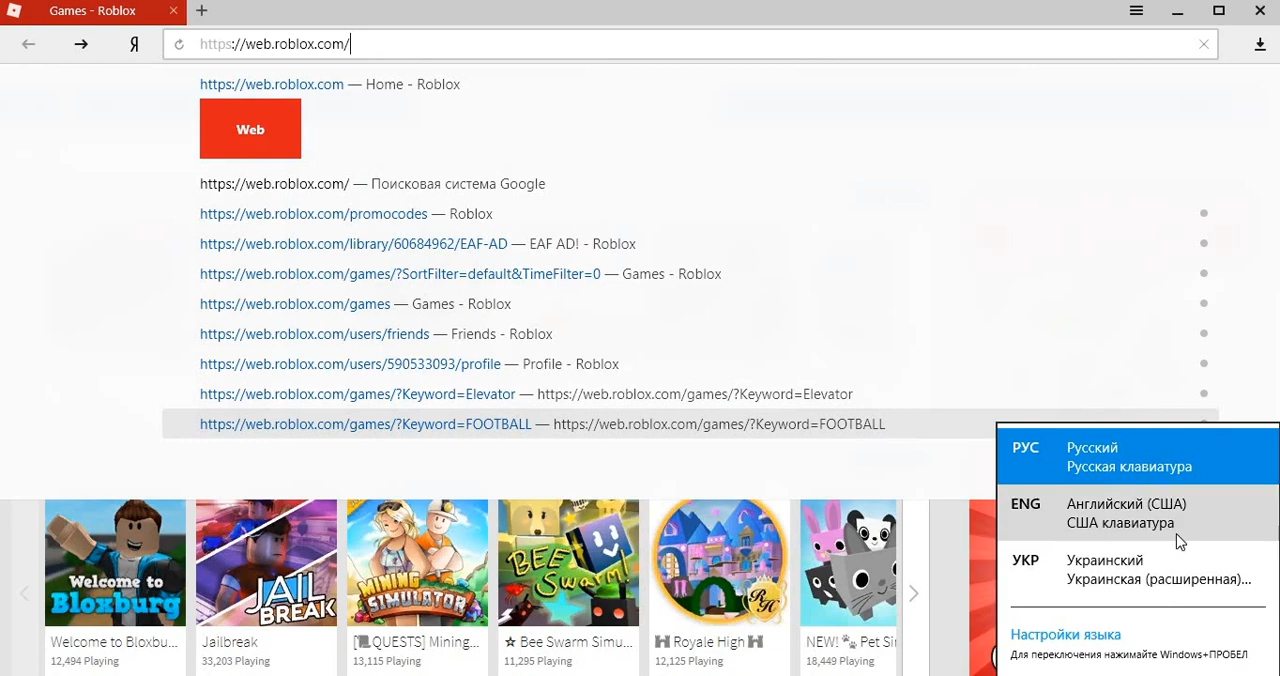 Games - Roblox
Я
https://web.roblox.com/
https://web.roblox.com — Home - Roblox
Web
https://web.roblox.com/ — Поисковая система Google
https://web.roblox.com/promocodes — Roblox
https://web.roblox.com/library/60684962/EAF-AD — EAF AD! - Roblox
https://web.roblox.com/games/?SortFilter=default&TimeFilter=0 — Games - Roblox
https://web.roblox.com/games — Games - Roblox
https://web.roblox.com/users/friends — Friends - Roblox
https://web.roblox.com/users/590533093/profile — Profile - Roblox
https://web.roblox.com/games/?Keyword=Elevator — https://web.roblox.com/games/?Keyword=Elevator
https://web.roblox.com/games/?Keyword=FOOTBALL — https://web.roblox.com/games/?Keyword=FOOTBALL
РУС Русский
Русская клавиатура
ENG Английский (США)
США клавиатура
УКР Украинский
Украинская (расширенная)...
Настройки языка
Для переключения нажимайте Windows+ПРОБЕЛ
Welcome to
Bloxburg
JAIL
BREAK
MINING
SIMULATOR
BEE
Swarm!
RH
Welcome to Bloxbu...
12,494 Playing
Jailbreak
33,203 Playing
[QUESTS] Mining...
13,115 Playing
☆ Bee Swarm Simu...
11,295 Playing
Royale High
12,125 Playing
NEW! 🐾 Pet Si
18,449 Playing